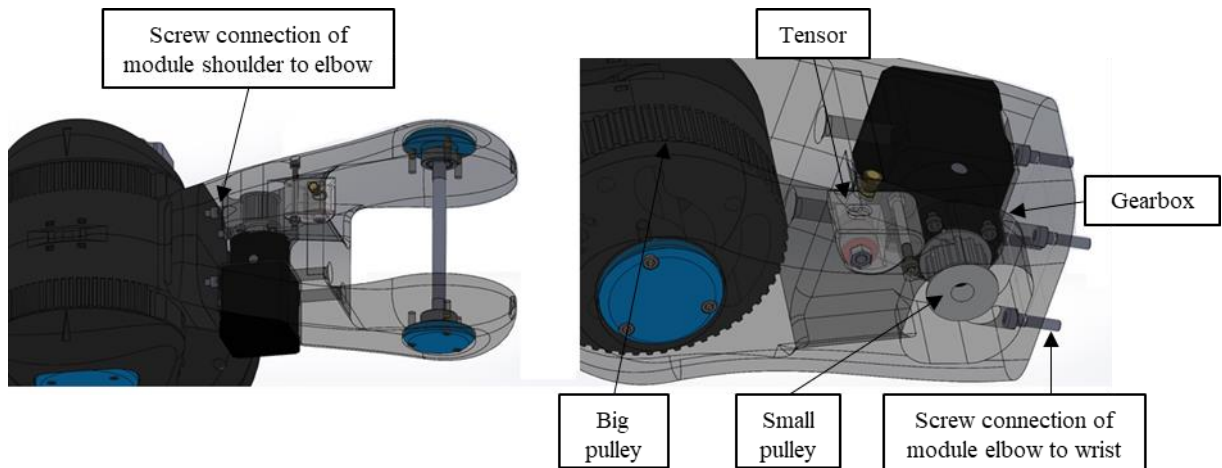 Screw connection of
module shoulder to elbow
Tensor
Gearbox
Big
pulley
Small
pulley
Screw connection of
module elbow to wrist